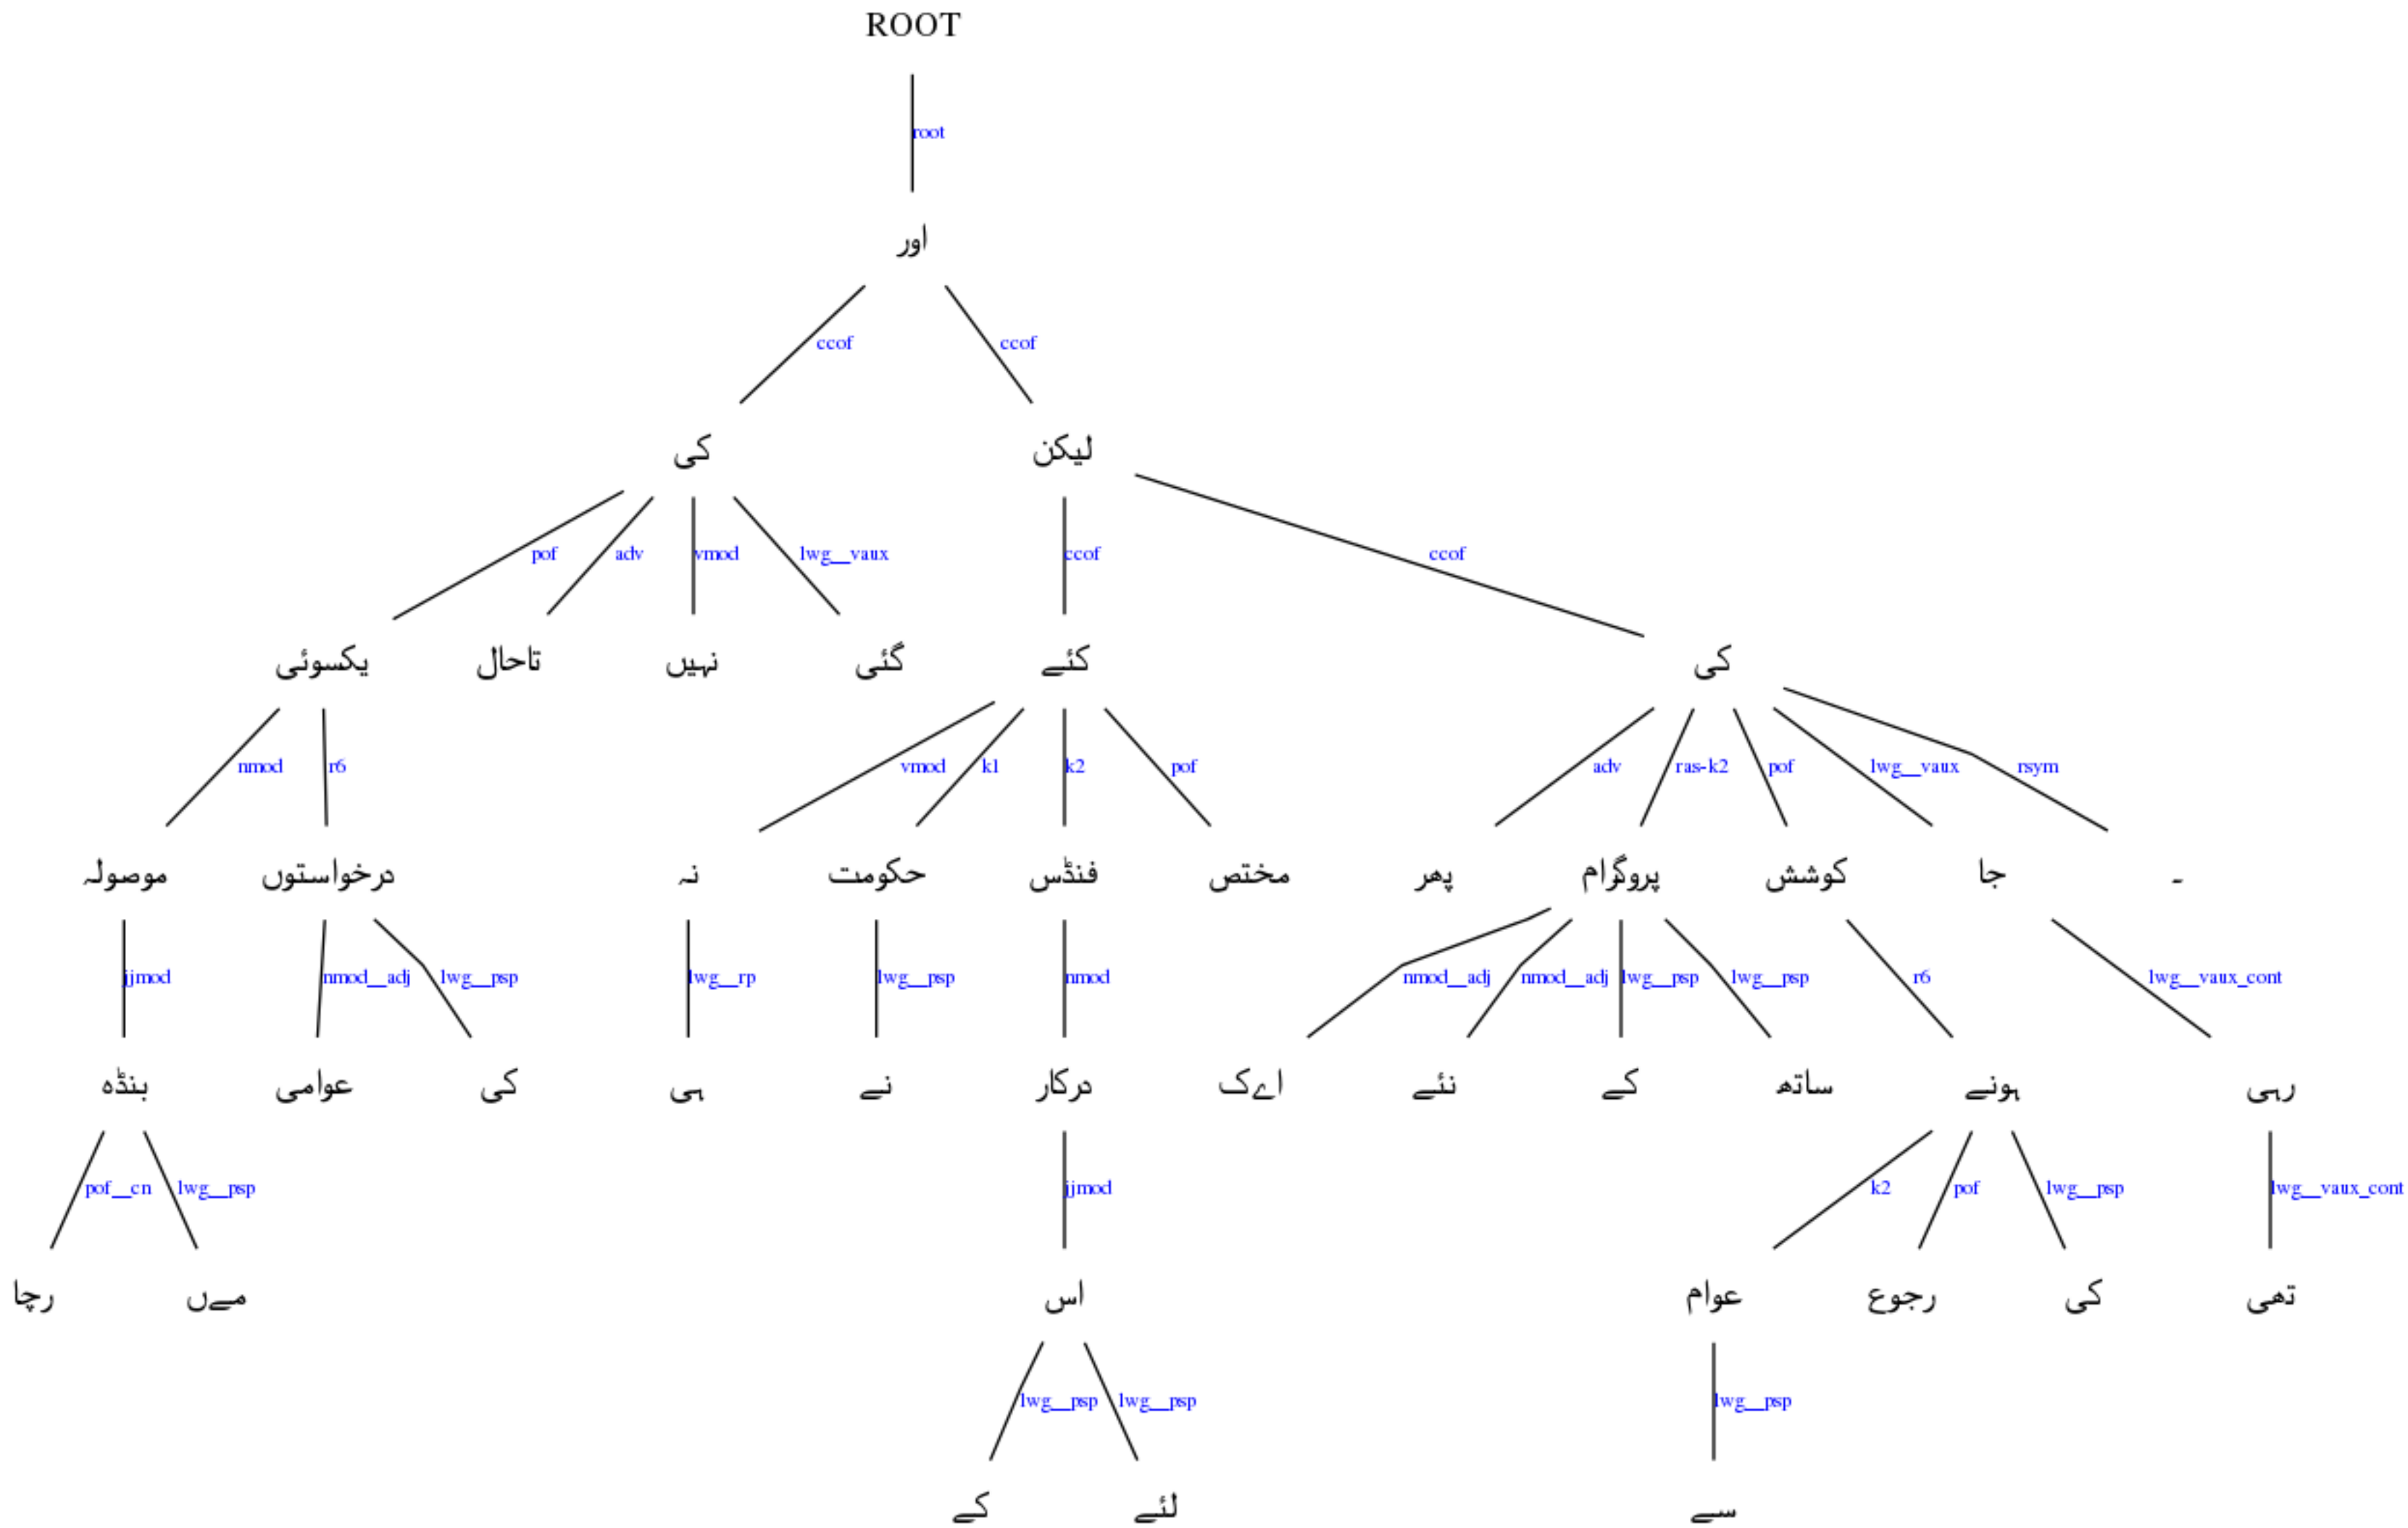 ROOT
root
اور
ccof ccof
کی لیکن
pof adv vmod lwg__vaux ccof ccof
یکسوئی تاحال نہیں گئی کئے کی
nmod r6 vmod k1 k2 pof adv ras-k2 pof lwg__vaux rsym
موصولہ درخواستوں نہ حکومت فنڈس مختص پھر پروگرام کوشش جا ۔
jjmod nmod__adj lwg__psp lwg__rp lwg__psp nmod nmod__adj nmod__adj lwg__psp lwg__psp r6 lwg__vaux_cont
بنڈہ عوامی کی ہی نے درکار اےک نئے کے ساتھ ہونے رہی
pof__cn lwg__psp jjmod k2 pof lwg__psp lwg__vaux_cont
رچا مےں اس عوام رجوع کی تھی
lwg__psp lwg__psp lwg__psp
کے لئے سے